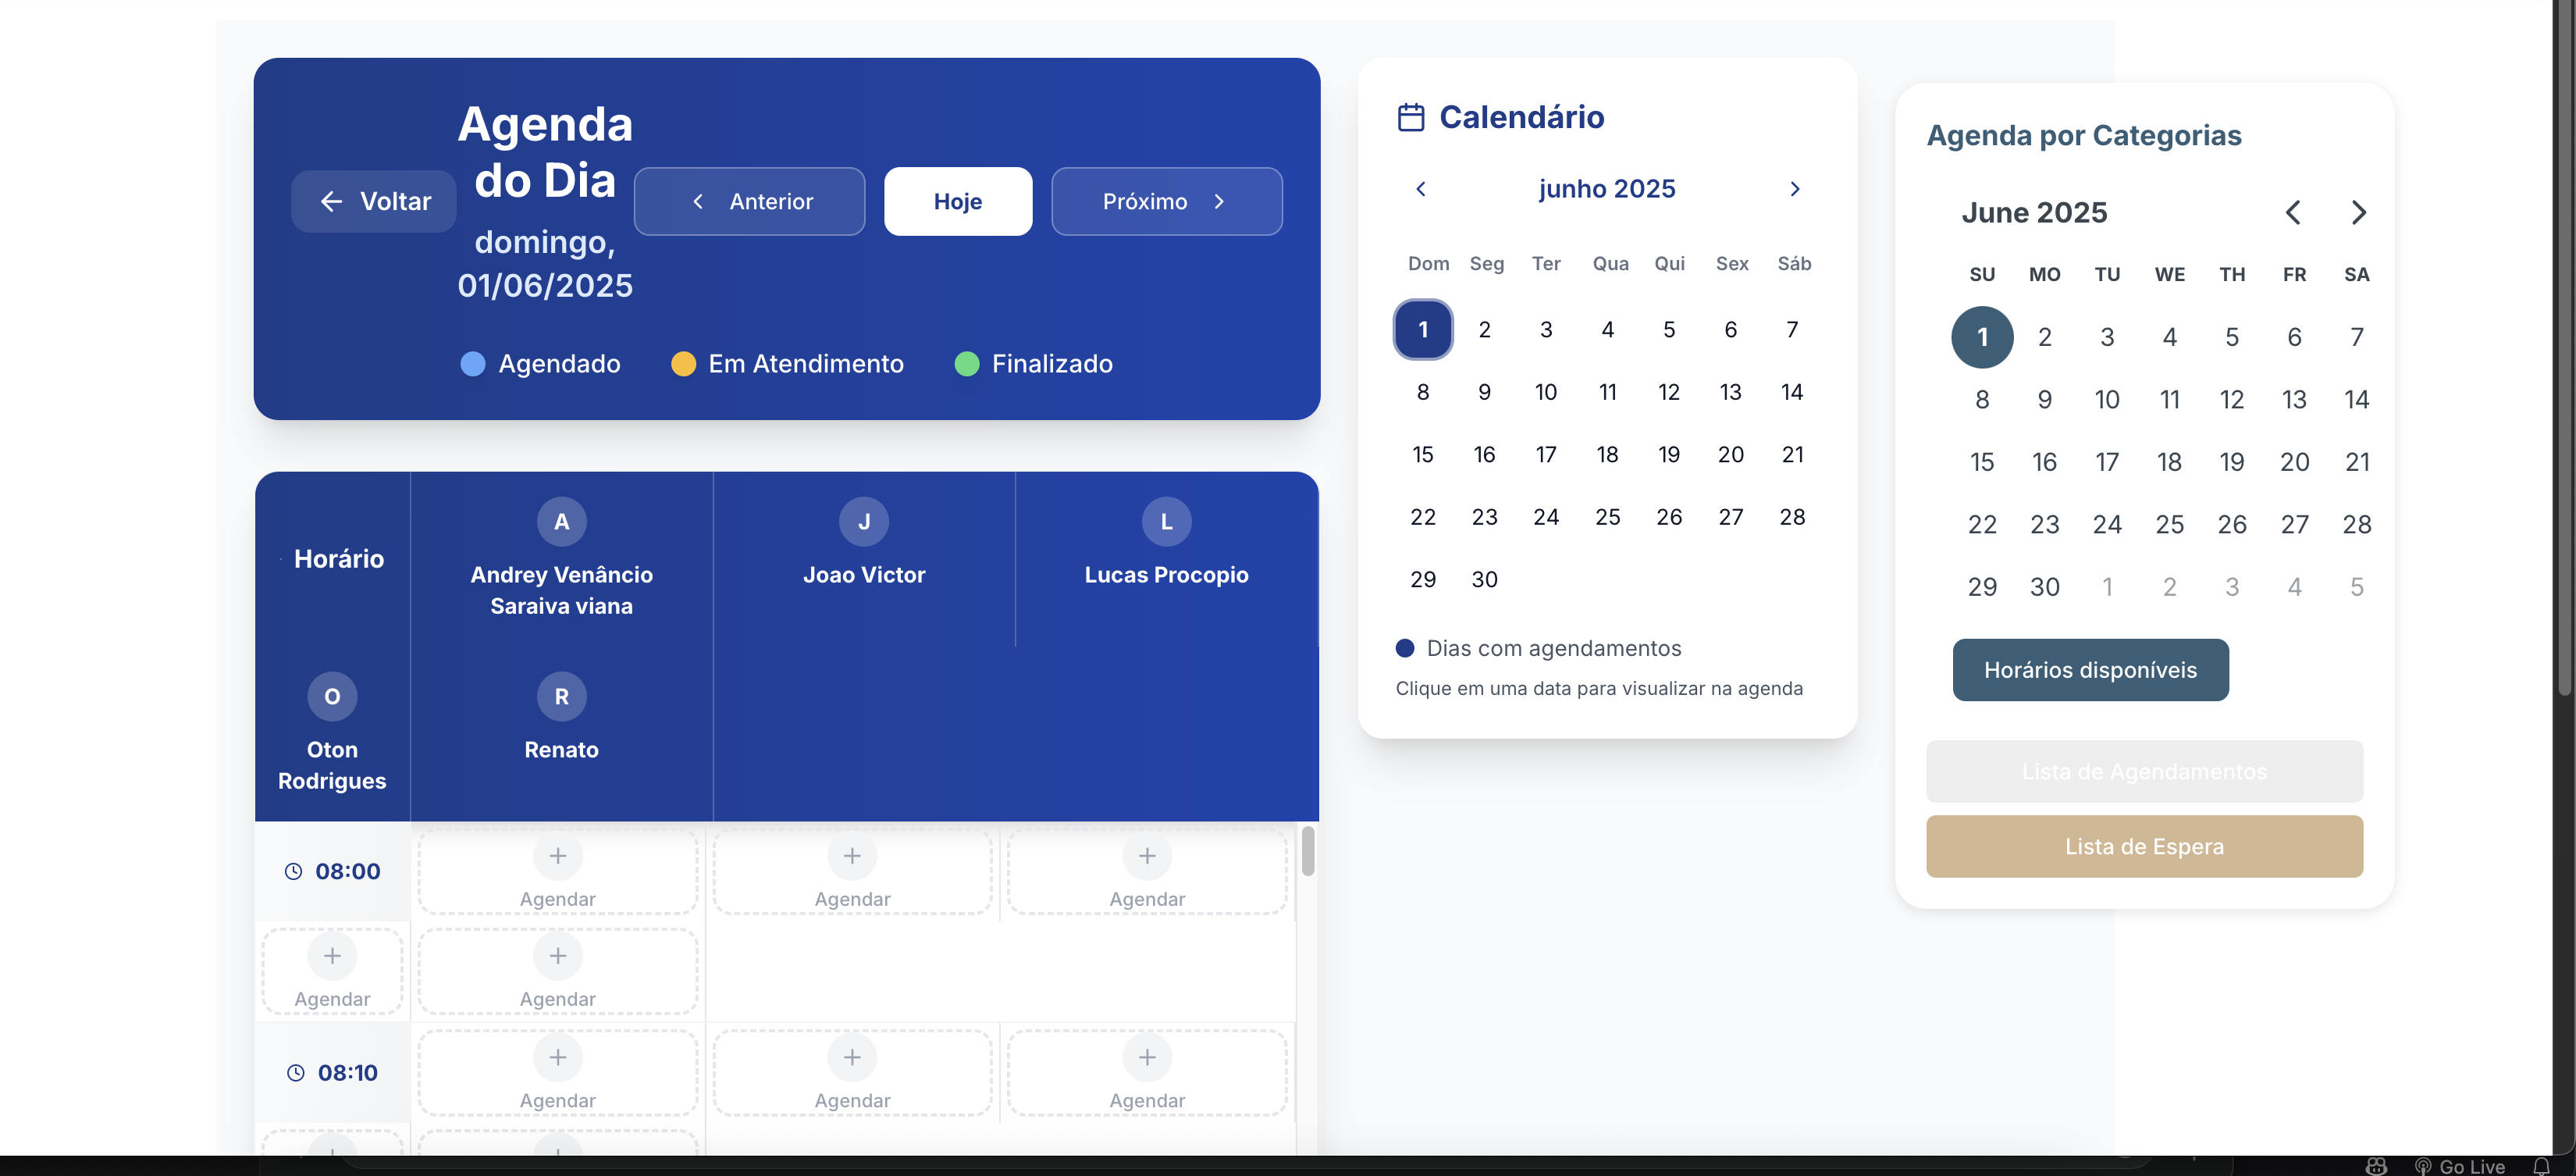 Voltar
Agenda
do Dia
domingo,
01/06/2025
Anterior
Hoje
Próximo
Agendado
Em Atendimento
Finalizado
Horário
A
Andrey Venâncio
Saraiva viana
J
Joao Victor
L
Lucas Procopio
O
Oton
Rodrigues
R
Renato
08:00
Agendar
Agendar
Agendar
Agendar
Agendar
08:10
Agendar
Agendar
Agendar
Calendário
junho 2025
Dom Seg Ter Qua Qui Sex Sáb
1 2 3 4 5 6 7
8 9 10 11 12 13 14
15 16 17 18 19 20 21
22 23 24 25 26 27 28
29 30
Dias com agendamentos
Clique em uma data para visualizar na agenda
Agenda por Categorias
June 2025
SU MO TU WE TH FR SA
1 2 3 4 5 6 7
8 9 10 11 12 13 14
15 16 17 18 19 20 21
22 23 24 25 26 27 28
29 30 1 2 3 4 5
Horários disponíveis
Lista de Agendamentos
Lista de Espera
Go Live